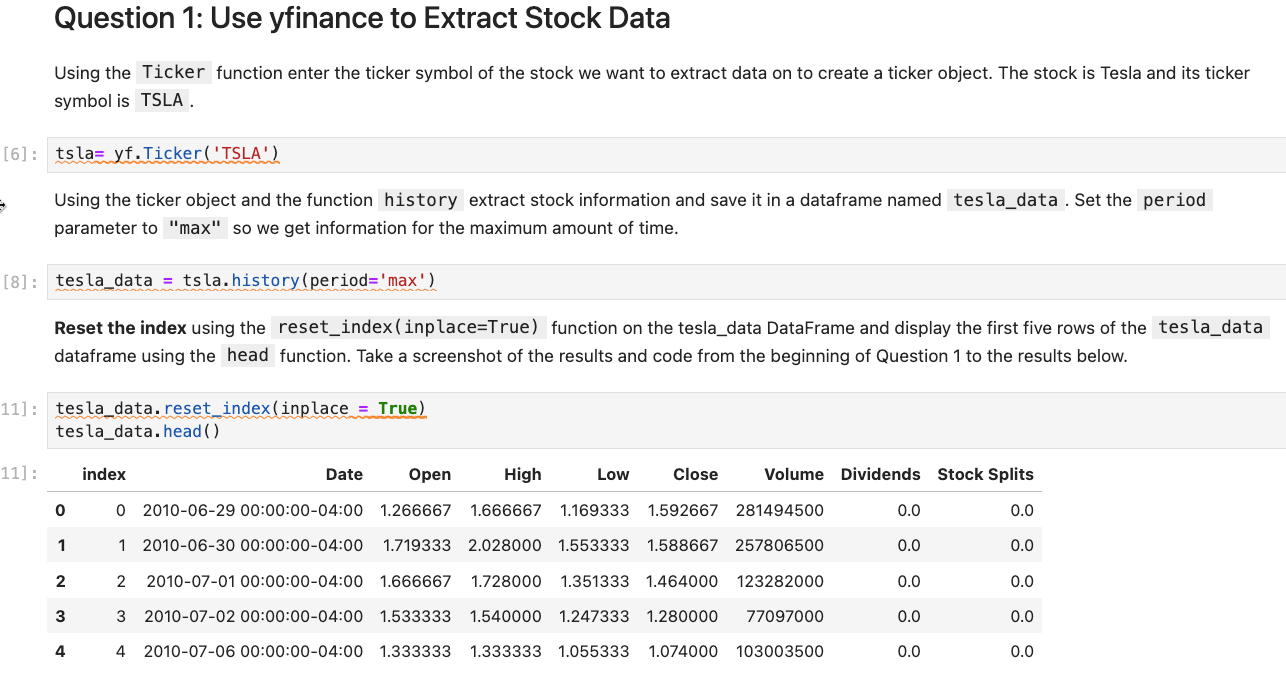 Question 1: Use yfinance to Extract Stock Data
Using the Ticker function enter the ticker symbol of the stock we want to extract data on to create a ticker object. The stock is Tesla and its ticker
symbol is TSLA .
[6]: tsla= yf.Ticker('TSLA')
Using the ticker object and the function history extract stock information and save it in a dataframe named tesla_data . Set the period
parameter to "max" so we get information for the maximum amount of time.
[8]: tesla_data = tsla.history(period='max')
Reset the index using the reset_index(inplace=True) function on the tesla_data DataFrame and display the first five rows of the tesla_data
dataframe using the head function. Take a screenshot of the results and code from the beginning of Question 1 to the results below.
11]: tesla_data.reset_index(inplace = True)
tesla_data.head()
11]: index Date Open High Low Close Volume Dividends Stock Splits
0 0 2010-06-29 00:00:00-04:00 1.266667 1.666667 1.169333 1.592667 281494500 0.0 0.0
1 1 2010-06-30 00:00:00-04:00 1.719333 2.028000 1.553333 1.588667 257806500 0.0 0.0
2 2 2010-07-01 00:00:00-04:00 1.666667 1.728000 1.351333 1.464000 123282000 0.0 0.0
3 3 2010-07-02 00:00:00-04:00 1.533333 1.540000 1.247333 1.280000 77097000 0.0 0.0
4 4 2010-07-06 00:00:00-04:00 1.333333 1.333333 1.055333 1.074000 103003500 0.0 0.0